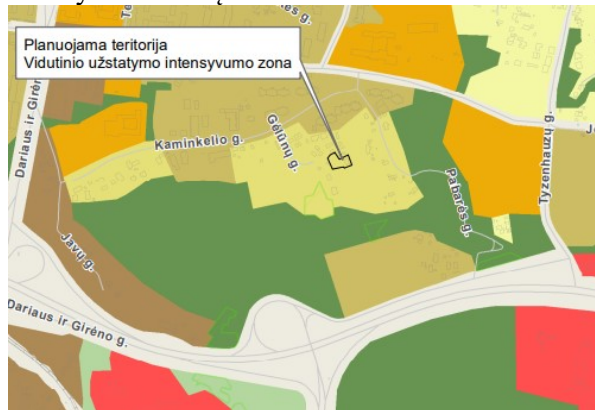 Planuojama teritorija
Vidutinio užstatymo intensyvumo zona
Dariaus ir Girėno g.
Kaminkelio g.
Gėlūnų g.
Pabarės g.
Tyzenhauzų g.
Javų g.
Dariaus ir Girėno g.